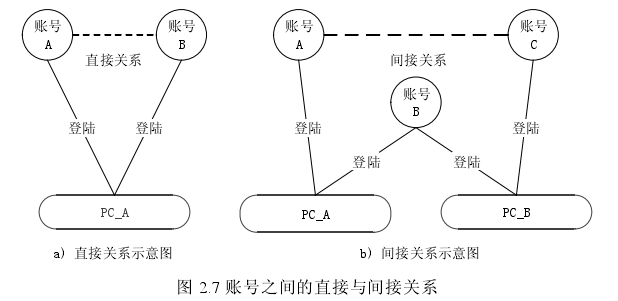 账号
A
账号
B
直接关系
登陆
登陆
PC_A
a) 直接关系示意图
账号
A
账号
C
间接关系
账号
B
登陆
登陆
登陆
登陆
PC_A
PC_B
b) 间接关系示意图
图 2.7 账号之间的直接与间接关系